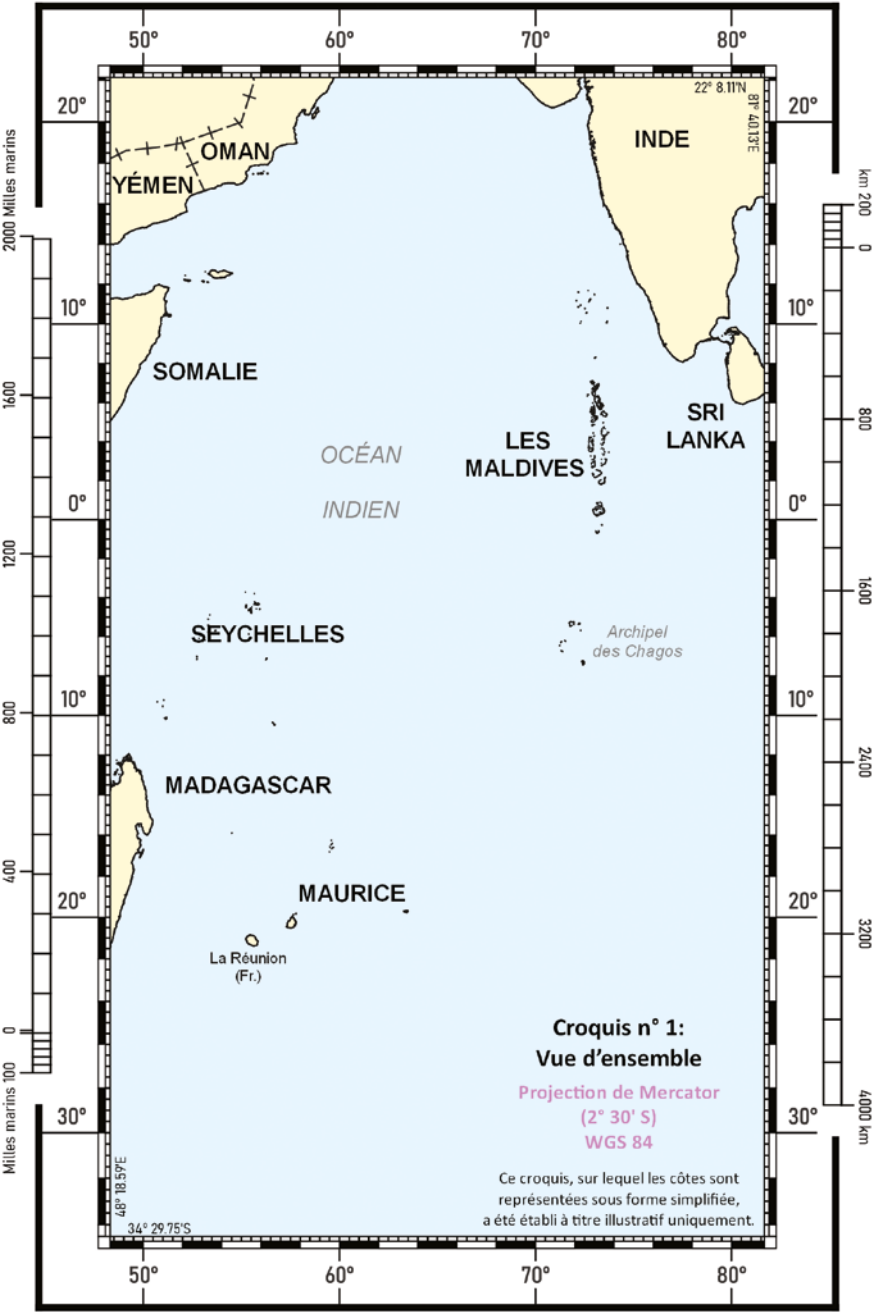 50°
60°
70°
80°
22° 8.11'N
81° 40.13'E
20°
20°
OMAN
YÉMEN
INDE
Milles marins
2000
1600
1200
800
400
0
100
Milles marins
km 200
0
800
1600
2400
3200
4000 km
10°
10°
SOMALIE
SRI
LANKA
LES
MALDIVES
OCÉAN
INDIEN
0°
0°
SEYCHELLES
Archipel
des Chagos
10°
10°
MADAGASCAR
MAURICE
20°
20°
La Réunion
(Fr.)
Croquis n° 1:
Vue d’ensemble
Projection de Mercator
(2° 30' S)
WGS 84
30°
30°
Ce croquis, sur lequel les côtes sont
représentées sous forme simplifiée,
a été établi à titre illustratif uniquement.
48° 18.59'E
34° 29.75'S
50°
60°
70°
80°